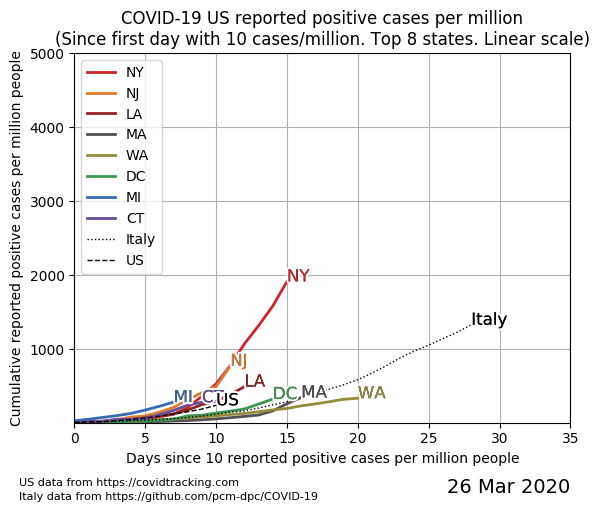 COVID-19 US reported positive cases per million
(Since first day with 10 cases/million. Top 8 states. Linear scale)
Cumulative reported positive cases per million people
5000
4000
3000
2000
1000
NY
NJ
LA
MA
WA
DC
MI
CT
Italy
US
NY
Italy
NJ
LA
MI
CT
US
DC
MA
WA
0
5
10
15
20
25
30
35
Days since 10 reported positive cases per million people
US data from https://covidtracking.com
Italy data from https://github.com/pcm-dpc/COVID-19
26 Mar 2020